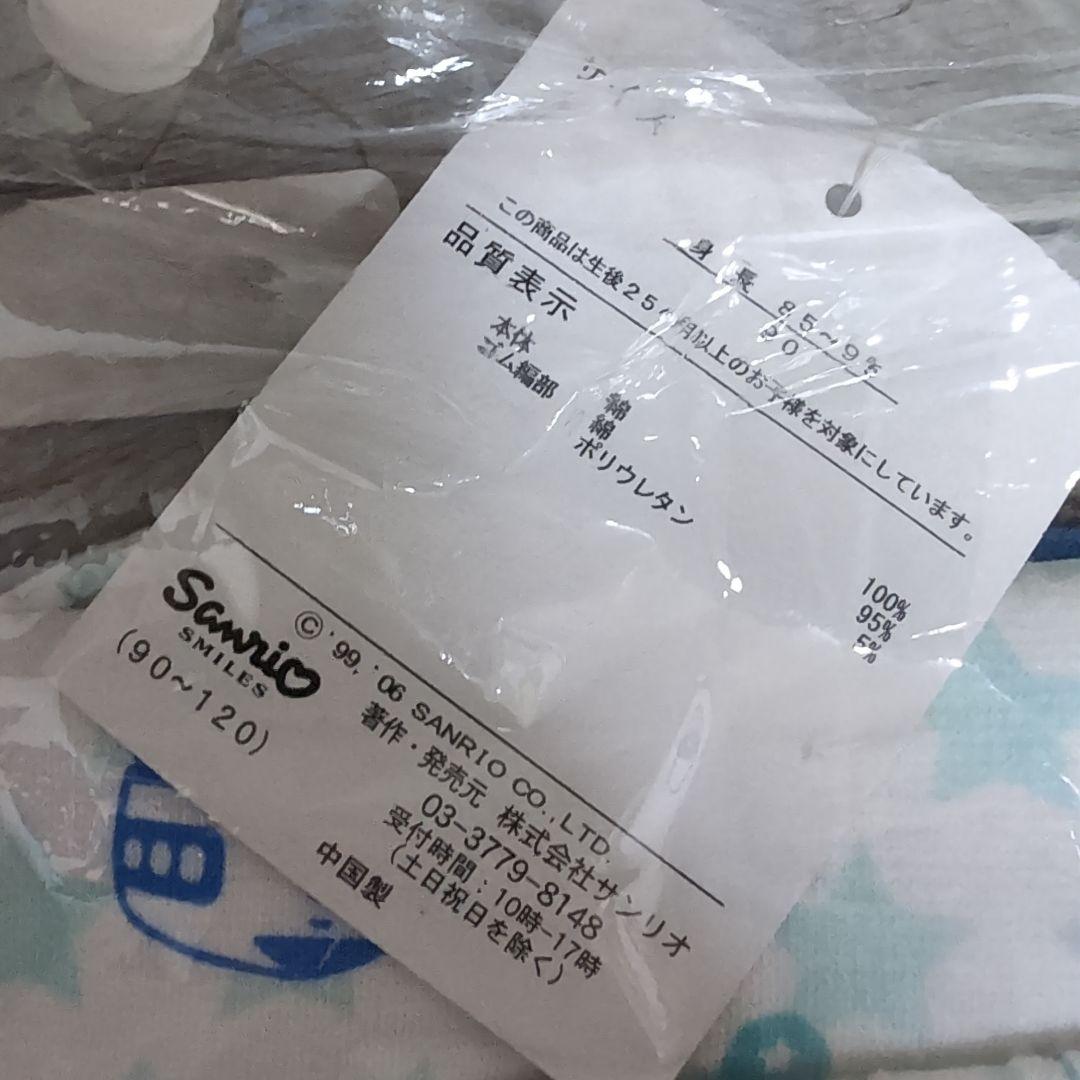 サイ
身長 85〜95
90
この商品は生後25ヶ月以上のお子様を対象にしています。
品質表示
本体 綿 100%
ゴム編部 綿 95%
ポリウレタン 5%
© '99, '06 SANRIO CO., LTD.
著作・発売元 株式会社サンリオ
03-3779-8148
受付時間：10時-17時
(土日祝日を除く)
中国製
Sanrio
SMILES
(90〜120)